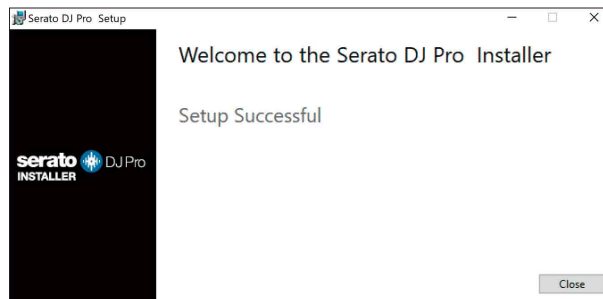 Serato DJ Pro Setup
Welcome to the Serato DJ Pro Installer
Setup Successful
serato DJ Pro
INSTALLER
Close